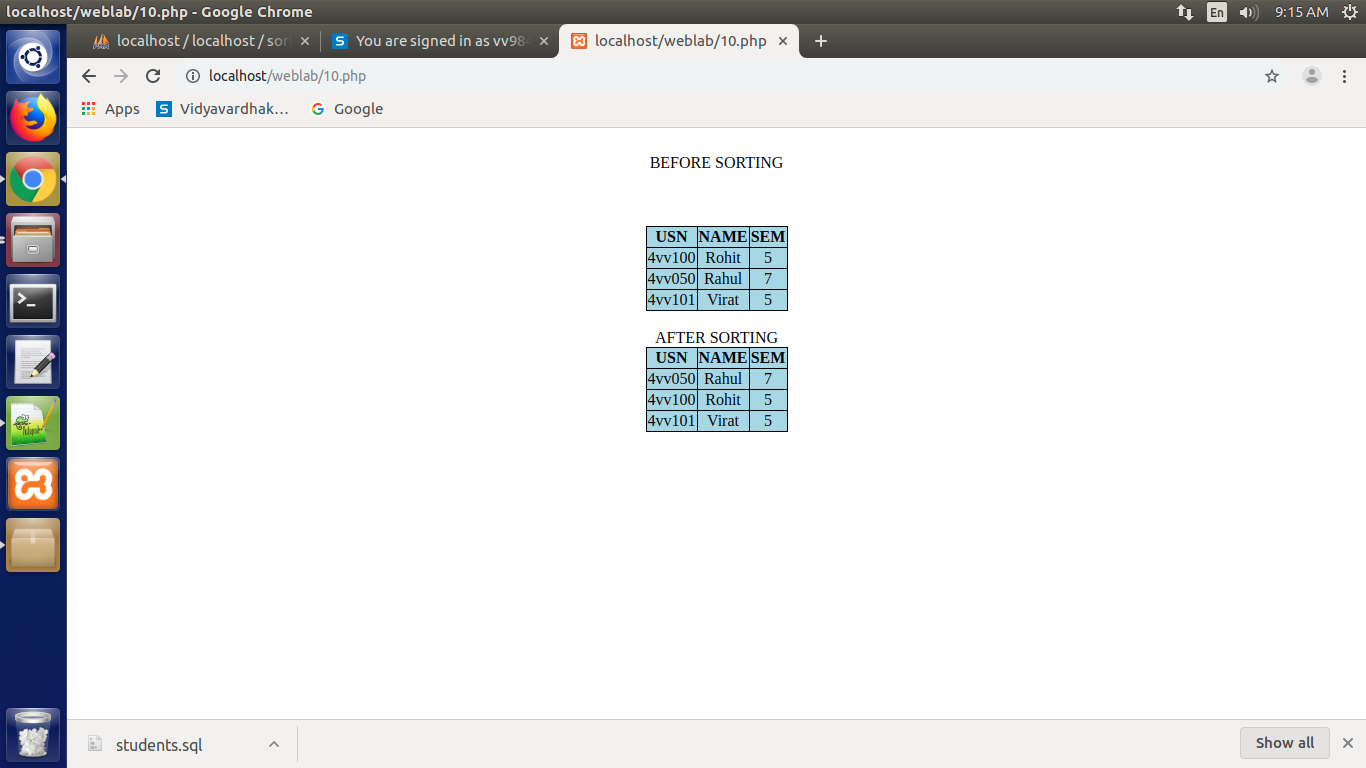 localhost/weblab/10.php - Google Chrome
En
9:15 AM
localhost / localhost / sor
You are signed in as vv984
localhost/weblab/10.php
localhost/weblab/10.php
Apps
Vidyavardhak...
Google
BEFORE SORTING
USN NAME SEM
4vv100 Rohit 5
4vv050 Rahul 7
4vv101 Virat 5
AFTER SORTING
USN NAME SEM
4vv050 Rahul 7
4vv100 Rohit 5
4vv101 Virat 5
students.sql
Show all